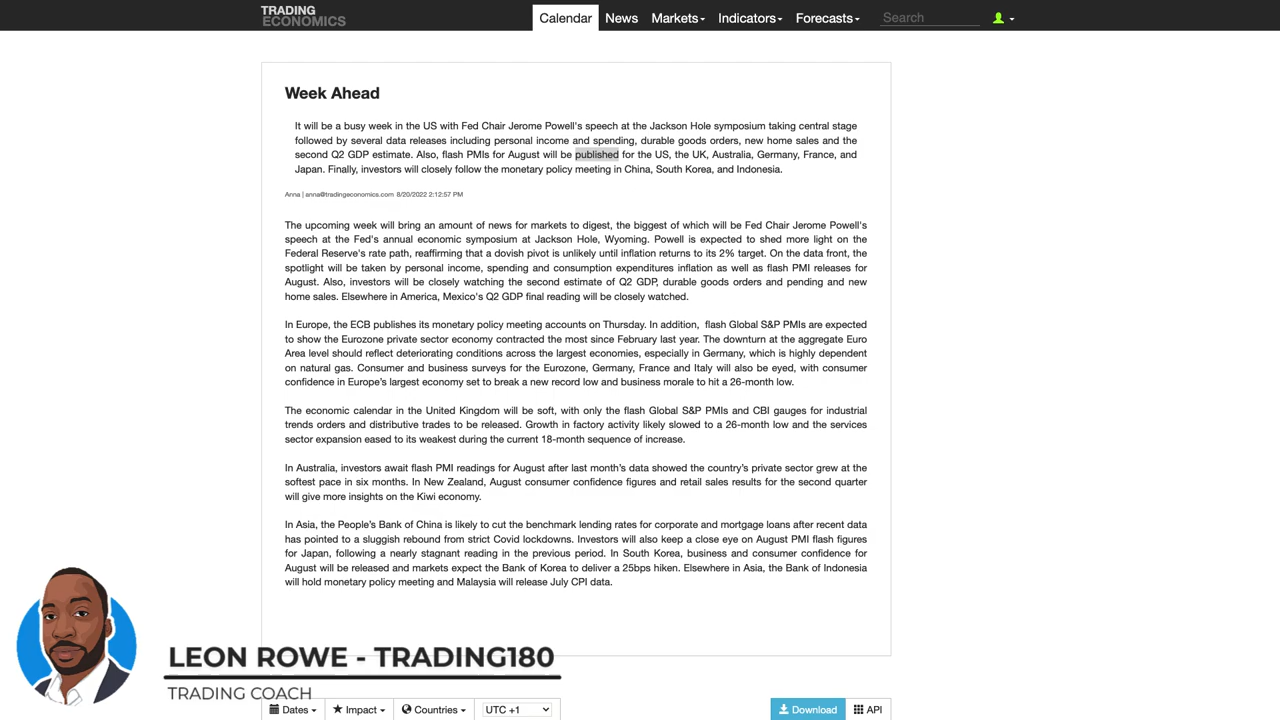 TRADING
ECONOMICS
Calendar News Markets Indicators Forecasts Search
Week Ahead
It will be a busy week in the US with Fed Chair Jerome Powell's speech at the Jackson Hole symposium taking central stage
followed by several data releases including personal income and spending, durable goods orders, new home sales and the
second Q2 GDP estimate. Also, flash PMIs for August will be published for the US, the UK, Australia, Germany, France, and
Japan. Finally, investors will closely follow the monetary policy meeting in China, South Korea, and Indonesia.
Anna | anna@tradingeconomics.com 8/20/2022 2:12:57 PM
The upcoming week will bring an amount of news for markets to digest, the biggest of which will be Fed Chair Jerome Powell's
speech at the Fed's annual economic symposium at Jackson Hole, Wyoming. Powell is expected to shed more light on the
Federal Reserve's rate path, reaffirming that a dovish pivot is unlikely until inflation returns to its 2% target. On the data front, the
spotlight will be taken by personal income, spending and consumption expenditures inflation as well as flash PMI releases for
August. Also, investors will be closely watching the second estimate of Q2 GDP, durable goods orders and pending and new
home sales. Elsewhere in America, Mexico's Q2 GDP final reading will be closely watched.
In Europe, the ECB publishes its monetary policy meeting accounts on Thursday. In addition, flash Global S&P PMIs are expected
to show the Eurozone private sector economy contracted the most since February last year. The downturn at the aggregate Euro
Area level should reflect deteriorating conditions across the largest economies, especially in Germany, which is highly dependent
on natural gas. Consumer and business surveys for the Eurozone, Germany, France and Italy will also be eyed, with consumer
confidence in Europe's largest economy set to break a new record low and business morale to hit a 26-month low.
The economic calendar in the United Kingdom will be soft, with only the flash Global S&P PMIs and CBI gauges for industrial
trends orders and distributive trades to be released. Growth in factory activity likely slowed to a 26-month low and the services
sector expansion eased to its weakest during the current 18-month sequence of increase.
In Australia, investors await flash PMI readings for August after last month's data showed the country's private sector grew at the
softest pace in six months. In New Zealand, August consumer confidence figures and retail sales results for the second quarter
will give more insights on the Kiwi economy.
In Asia, the People's Bank of China is likely to cut the benchmark lending rates for corporate and mortgage loans after recent data
has pointed to a sluggish rebound from strict Covid lockdowns. Investors will also keep a close eye on August PMI flash figures
for Japan, following a nearly stagnant reading in the previous period. In South Korea, business and consumer confidence for
August will be released and markets expect the Bank of Korea to deliver a 25bps hiken. Elsewhere in Asia, the Bank of Indonesia
will hold monetary policy meeting and Malaysia will release July CPI data.
LEON ROWE - TRADING180
TRADING COACH
Dates Impact Countries UTC +1 Download API